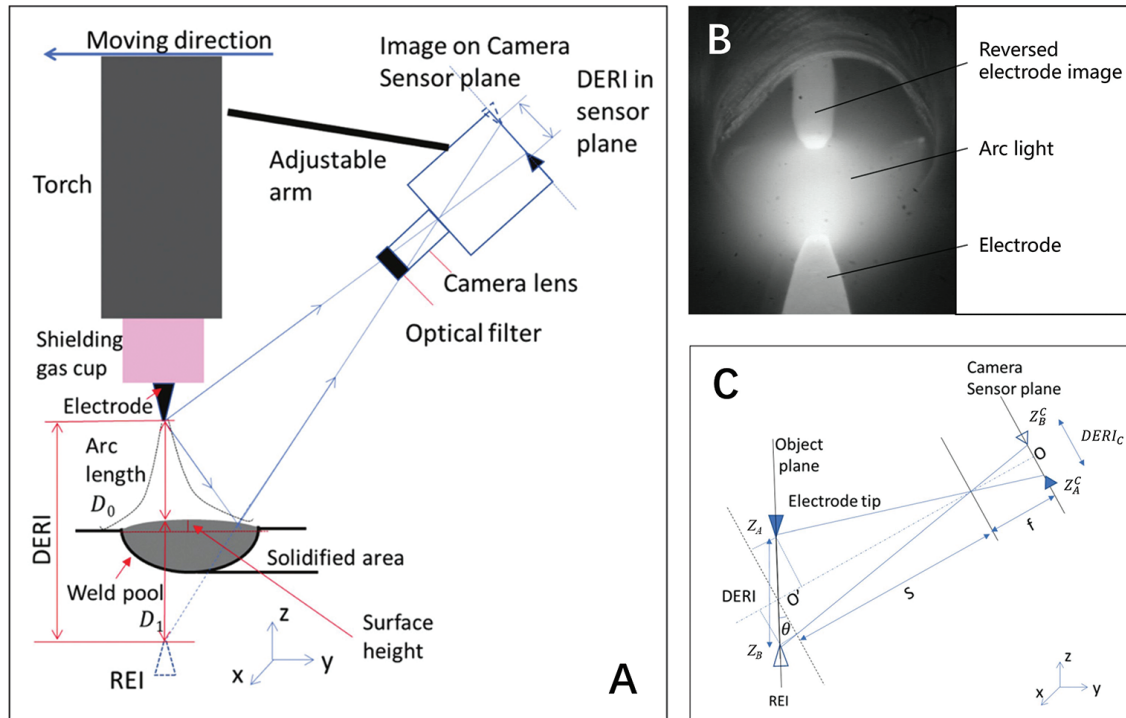 Moving direction
Image on Camera
Sensor plane
DERI in
sensor
plane
Adjustable
arm
Torch
Camera lens
Optical filter
Shielding
gas cup
Electrode
Arc
length
D₀
DERI
Solidified area
Weld pool
D₁
Surface
height
REI
z
y
x
A
B
Reversed
electrode image
Arc light
Electrode
C
Camera
Sensor plane
Z_B^C
DERI_C
O
Z_A^C
Object
plane
Electrode tip
Z_A
f
DERI
O'
S
θ
Z_B
REI
z
y
x